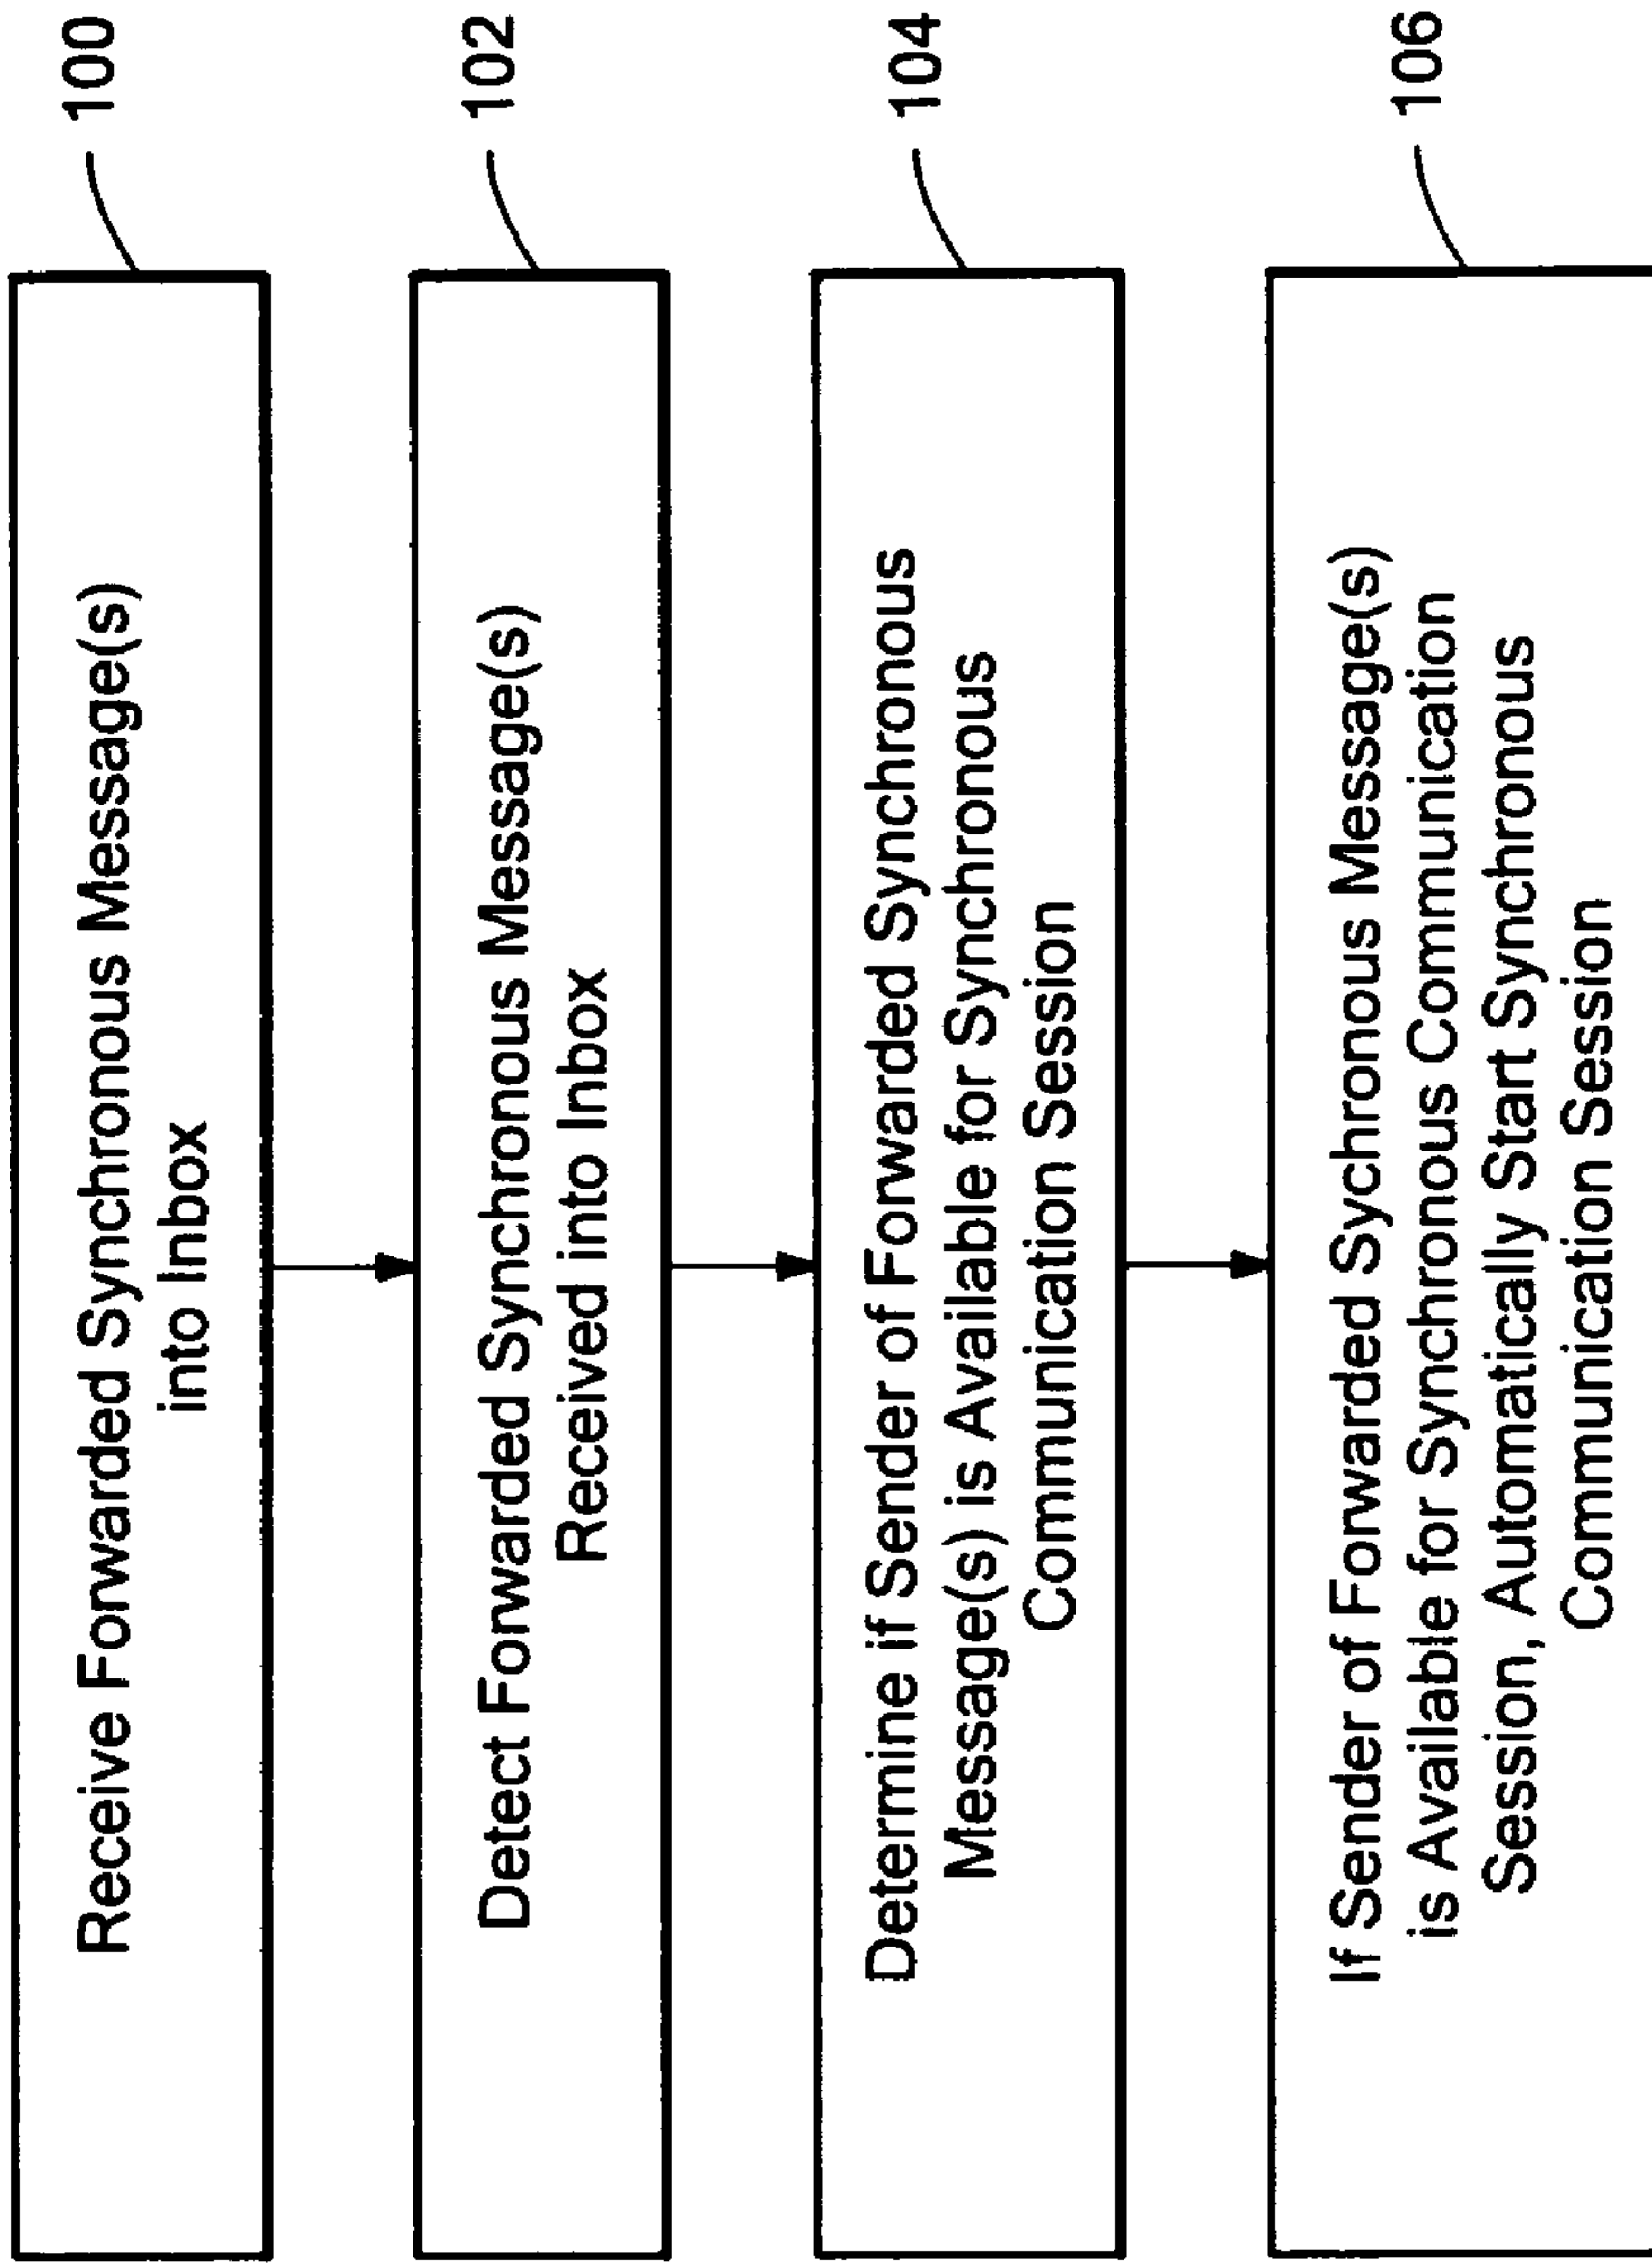 Receive Forwarded Synchronous Message(s)
into Inbox
100
Detect Forwarded Synchronous Message(s)
Received into Inbox
102
Determine if Sender of Forwarded Synchronous
Message(s) is Available for Synchronous
Communication Session
104
If Sender of Forwarded Sychronous Message(s)
is Available for Synchronous Communication
Session, Automatically Start Synchronous
Communication Session
106